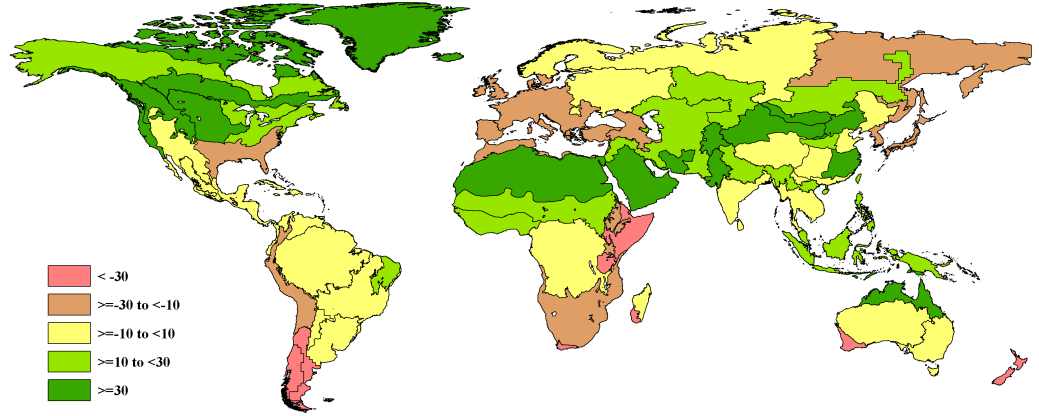 < -30
>=-30 to <-10
>=-10 to <10
>=10 to <30
>=30